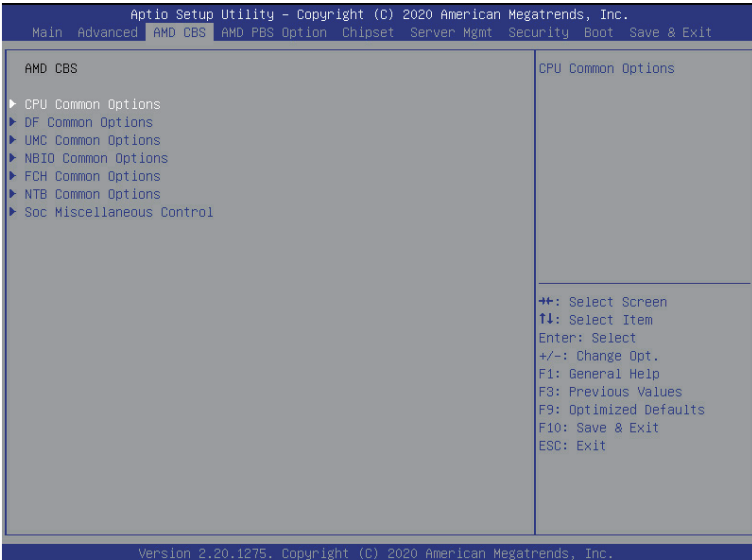 Aptio Setup Utility – Copyright (C) 2020 American Megatrends, Inc.
Main Advanced AMD CBS AMD PBS Option Chipset Server Mgmt Security Boot Save & Exit
AMD CBS
CPU Common Options
DF Common Options
UMC Common Options
NBIO Common Options
FCH Common Options
NTB Common Options
Soc Miscellaneous Control
CPU Common Options
→←: Select Screen
↑↓: Select Item
Enter: Select
+/-: Change Opt.
F1: General Help
F3: Previous Values
F9: Optimized Defaults
F10: Save & Exit
ESC: Exit
Version 2.20.1275. Copyright (C) 2020 American Megatrends, Inc.